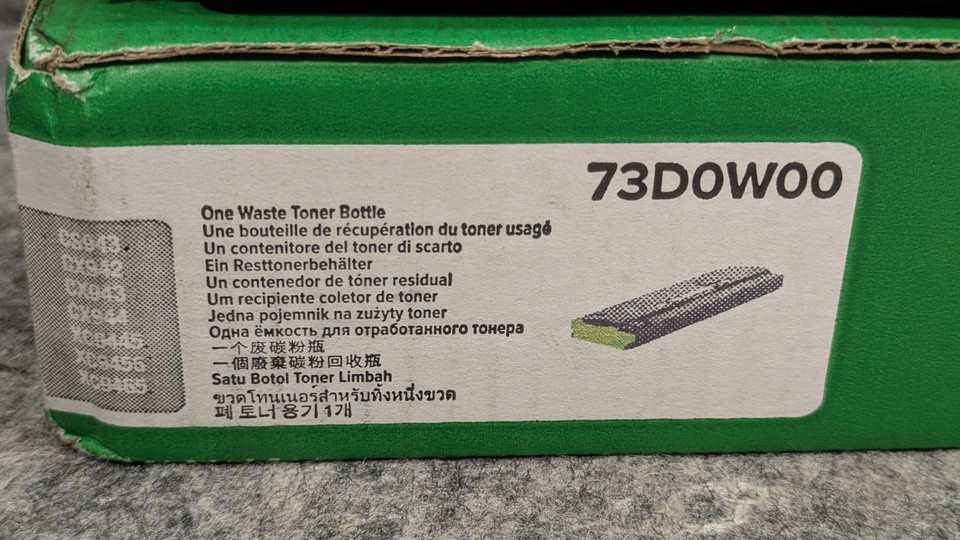 73D0W00
One Waste Toner Bottle
Une bouteille de récupération du toner usagé
Un contenitore del toner di scarto
Ein Resttonerbehälter
Un contenedor de tóner residual
Um recipiente coletor de toner
Jedna pojemnik na zużyty toner
Одна ёмкость для отработанного тонера
一个废碳粉瓶
一個廢棄碳粉回收瓶
Satu Botol Toner Limbah
ขวดโทนเนอร์สำหรับทิ้งหนึ่งขวด
폐 토너 용기 1개